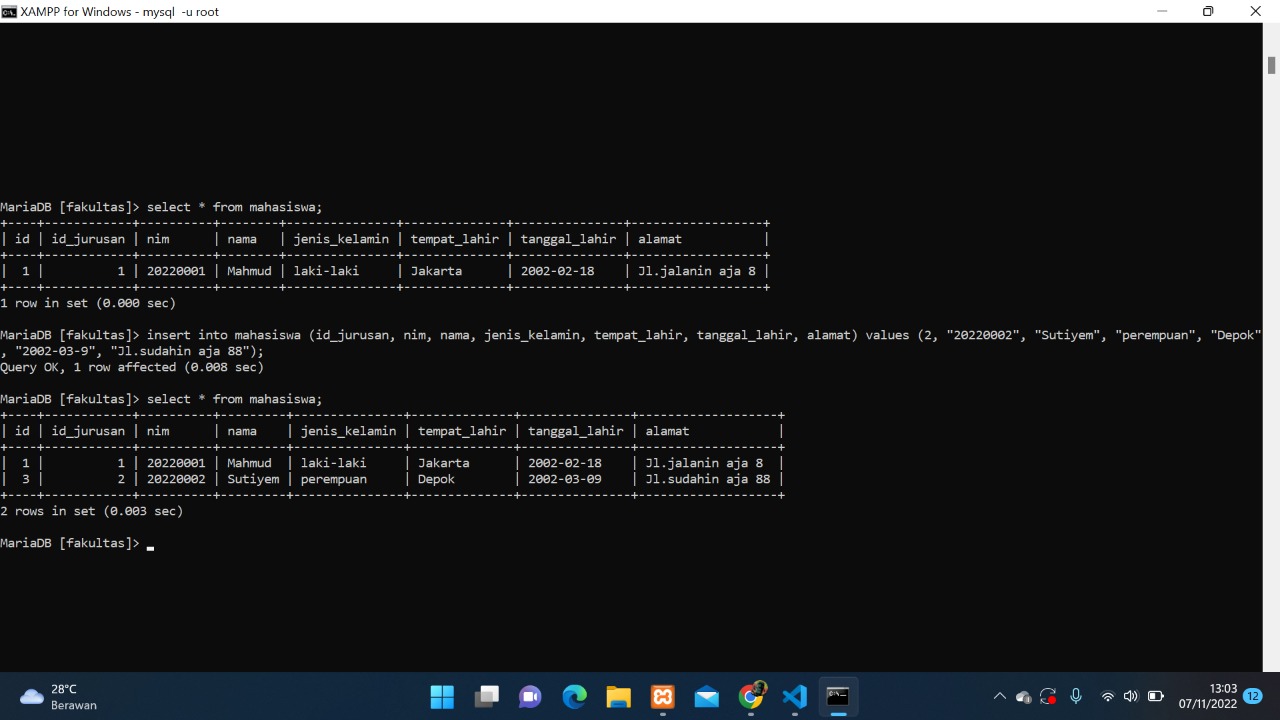 XAMPP for Windows - mysql  -u root
MariaDB [fakultas]> select * from mahasiswa;
+----+------------+----------+--------+---------------+--------------+---------------+------------------+
| id | id_jurusan | nim      | nama   | jenis_kelamin | tempat_lahir | tanggal_lahir | alamat           |
+----+------------+----------+--------+---------------+--------------+---------------+------------------+
|  1 |          1 | 20220001 | Mahmud | laki-laki     | Jakarta      | 2002-02-18    | Jl.jalanin aja 8 |
+----+------------+----------+--------+---------------+--------------+---------------+------------------+
1 row in set (0.000 sec)
MariaDB [fakultas]> insert into mahasiswa (id_jurusan, nim, nama, jenis_kelamin, tempat_lahir, tanggal_lahir, alamat) values (2, "20220002", "Sutiyem", "perempuan", "Depok"
, "2002-03-9", "Jl.sudahin aja 88");
Query OK, 1 row affected (0.008 sec)
MariaDB [fakultas]> select * from mahasiswa;
+----+------------+----------+---------+---------------+--------------+---------------+-------------------+
| id | id_jurusan | nim      | nama    | jenis_kelamin | tempat_lahir | tanggal_lahir | alamat            |
+----+------------+----------+---------+---------------+--------------+---------------+-------------------+
|  1 |          1 | 20220001 | Mahmud  | laki-laki     | Jakarta      | 2002-02-18    | Jl.jalanin aja 8  |
|  3 |          2 | 20220002 | Sutiyem | perempuan     | Depok        | 2002-03-09    | Jl.sudahin aja 88 |
+----+------------+----------+---------+---------------+--------------+---------------+-------------------+
2 rows in set (0.003 sec)
MariaDB [fakultas]>
28°C
Berawan
13:03
07/11/2022
12